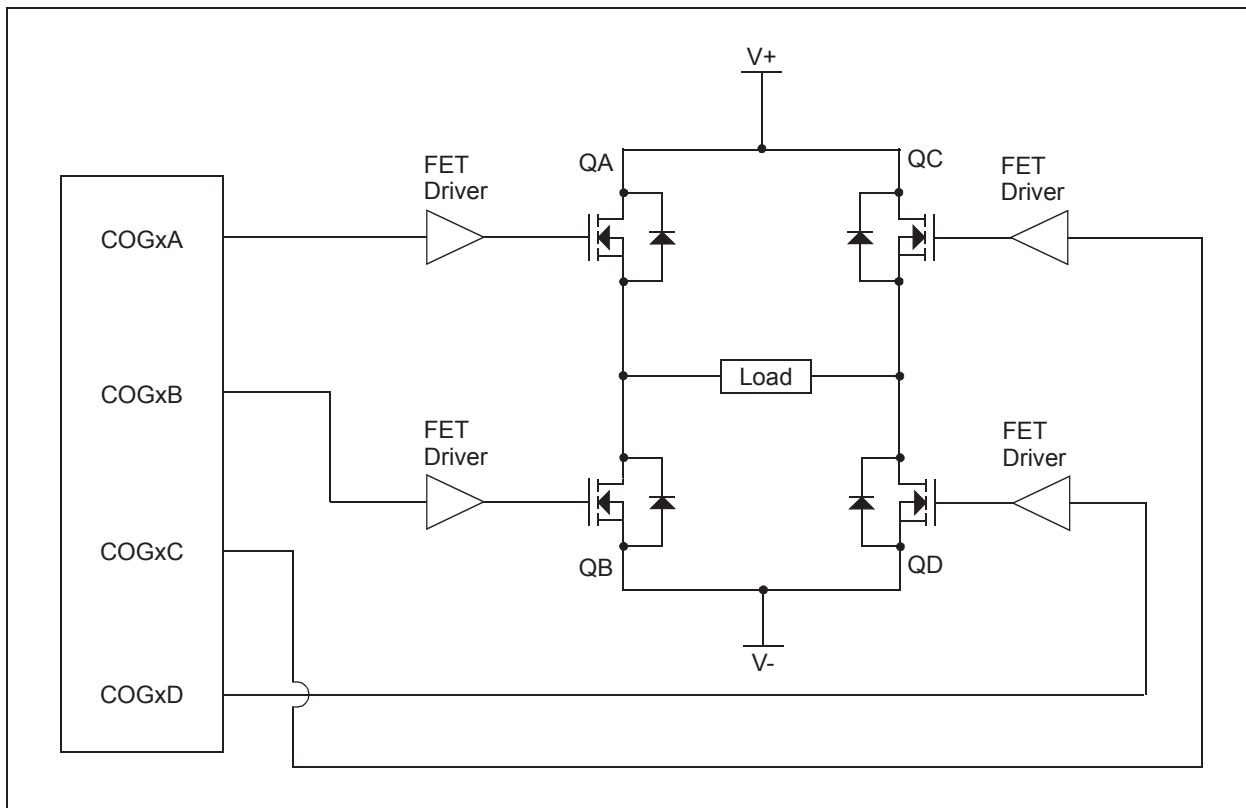 V+
QA
QC
FET
Driver
FET
Driver
COGxA
COGxB
Load
FET
Driver
FET
Driver
COGxC
QB
QD
V-
COGxD